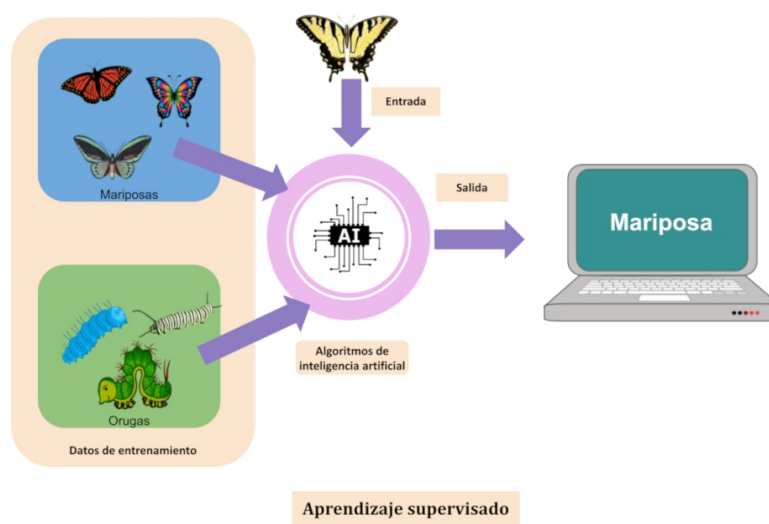 Entrada
Mariposas
Salida
AI
Mariposa
Algoritmos de
inteligencia artificial
Orugas
Datos de entrenamiento
Aprendizaje supervisado